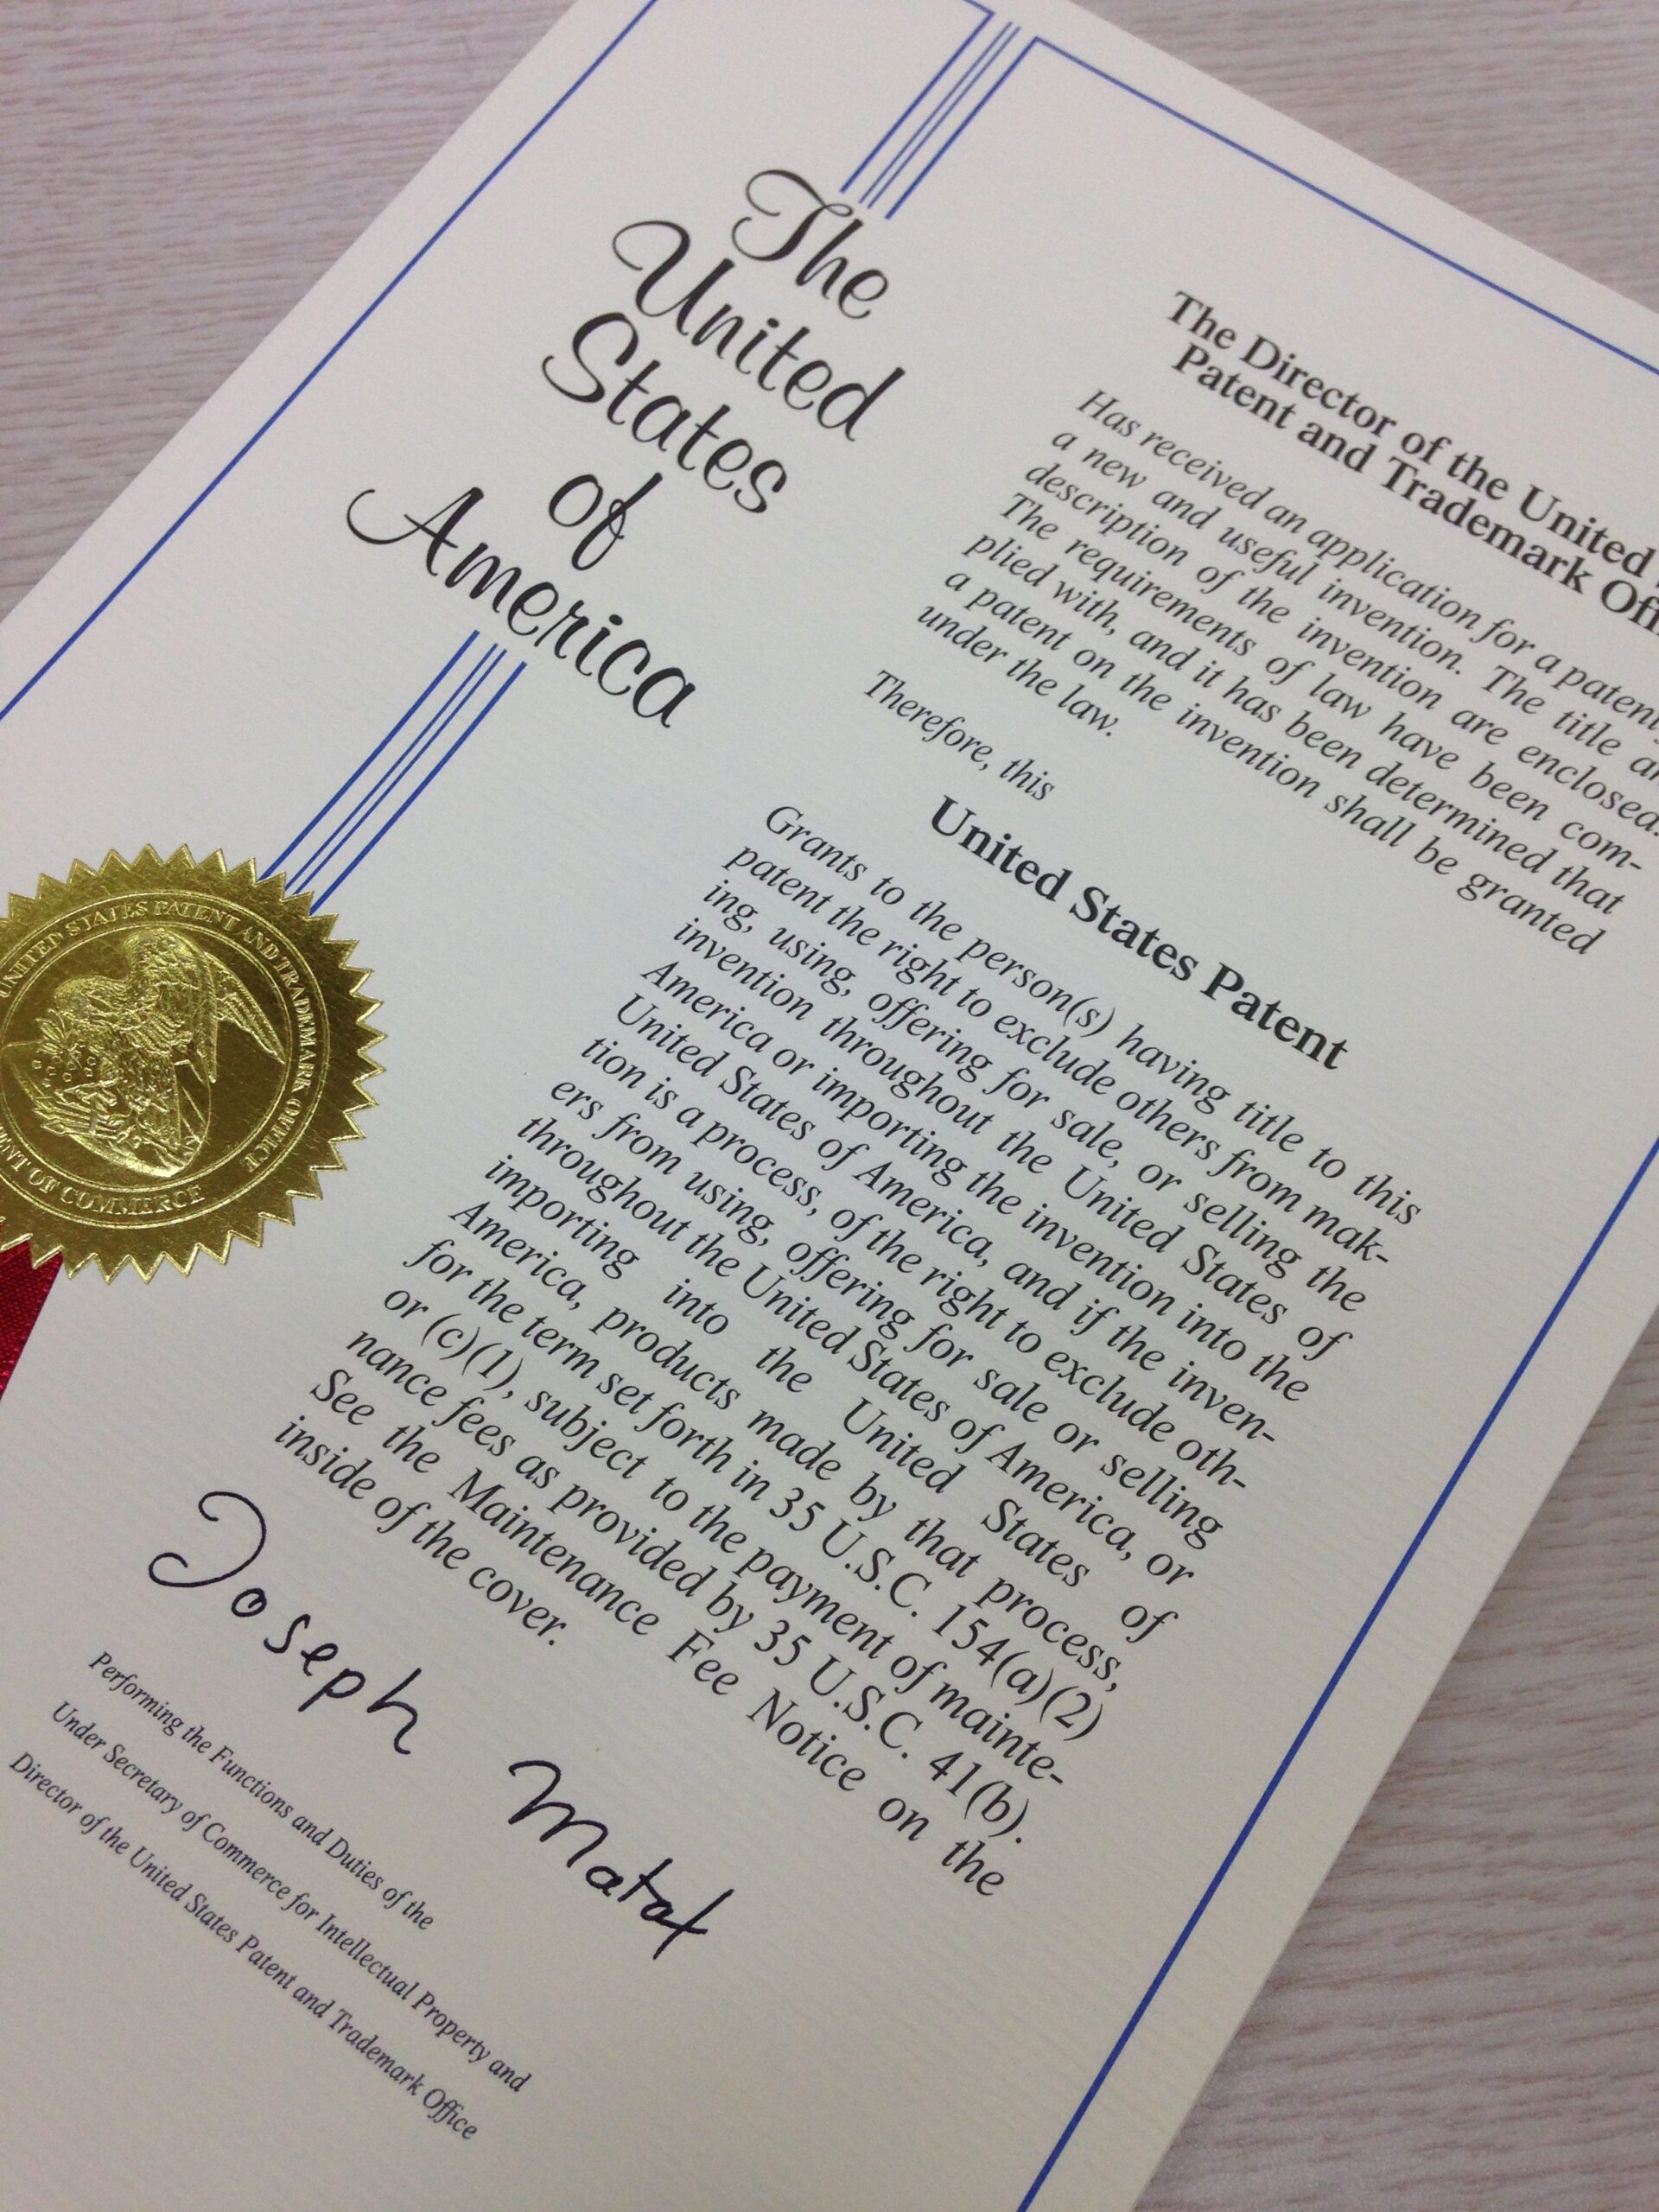 The
United
States
of
America
The Director of the United
Patent and Trademark
Has received an application for a patent
a new and useful invention. The title
description of the invention are enclosed.
The requirements of law have been com-
plied with, and it has been determined that
a patent on the invention shall be granted
under the law.
Therefore, this
United States Patent
Grants to the person(s) having title to this
patent the right to exclude others from mak-
ing, using, offering for sale, or selling the
invention throughout the United States of
America or importing the invention into the
United States of America, and if the inven-
tion is a process, of the right to exclude oth-
ers from using, offering for sale or selling
throughout the United States of America, or
importing into the United States of
America, products made by that process,
for the term set forth in 35 U.S.C. 154(a)(2)
or (c)(1), subject to the payment of mainte-
nance fees as provided by 35 U.S.C. 41(b).
See the Maintenance Fee Notice on the
inside of the cover.
UNITED STATES PATENT AND TRADEMARK OFFICE
OF COMMERCE
Joseph Matal
Performing the Functions and Duties of the
Under Secretary of Commerce for Intellectual Property and
Director of the United States Patent and Trademark Office